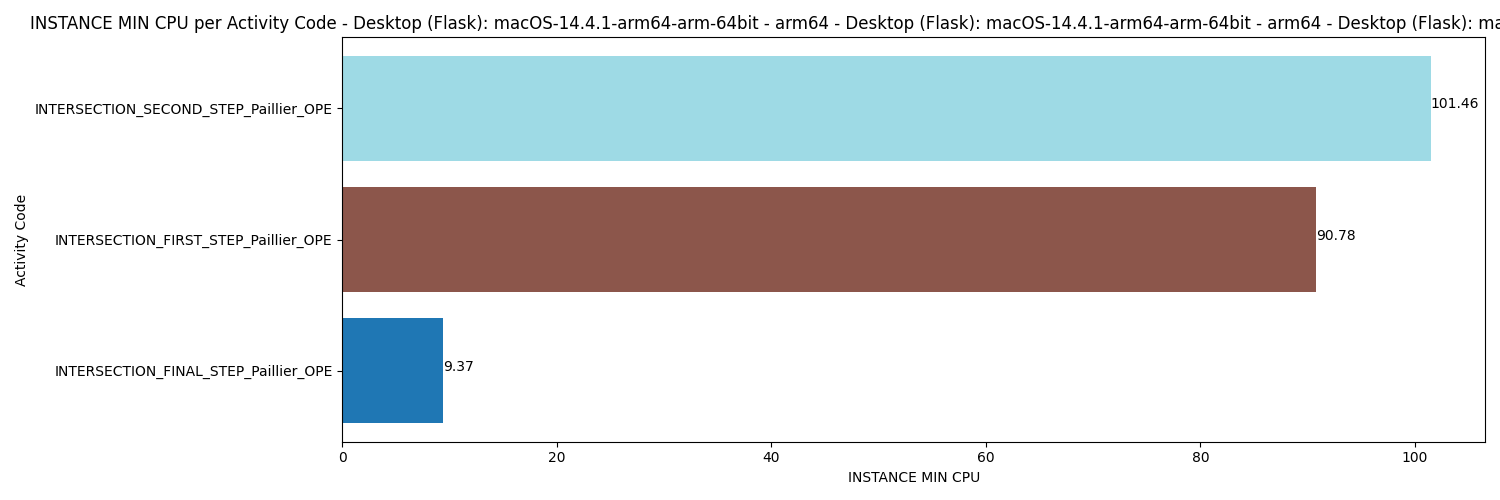 INSTANCE MIN CPU per Activity Code - Desktop (Flask): macOS-14.4.1-arm64-arm-64bit - arm64 - Desktop (Flask): macOS-14.4.1-arm64-arm-64bit - arm64 - Desktop (Flask):
INTERSECTION_SECOND_STEP_Paillier_OPE
101.46
INTERSECTION_FIRST_STEP_Paillier_OPE
90.78
INTERSECTION_FINAL_STEP_Paillier_OPE
9.37
Activity Code
0 20 40 60 80 100
INSTANCE MIN CPU